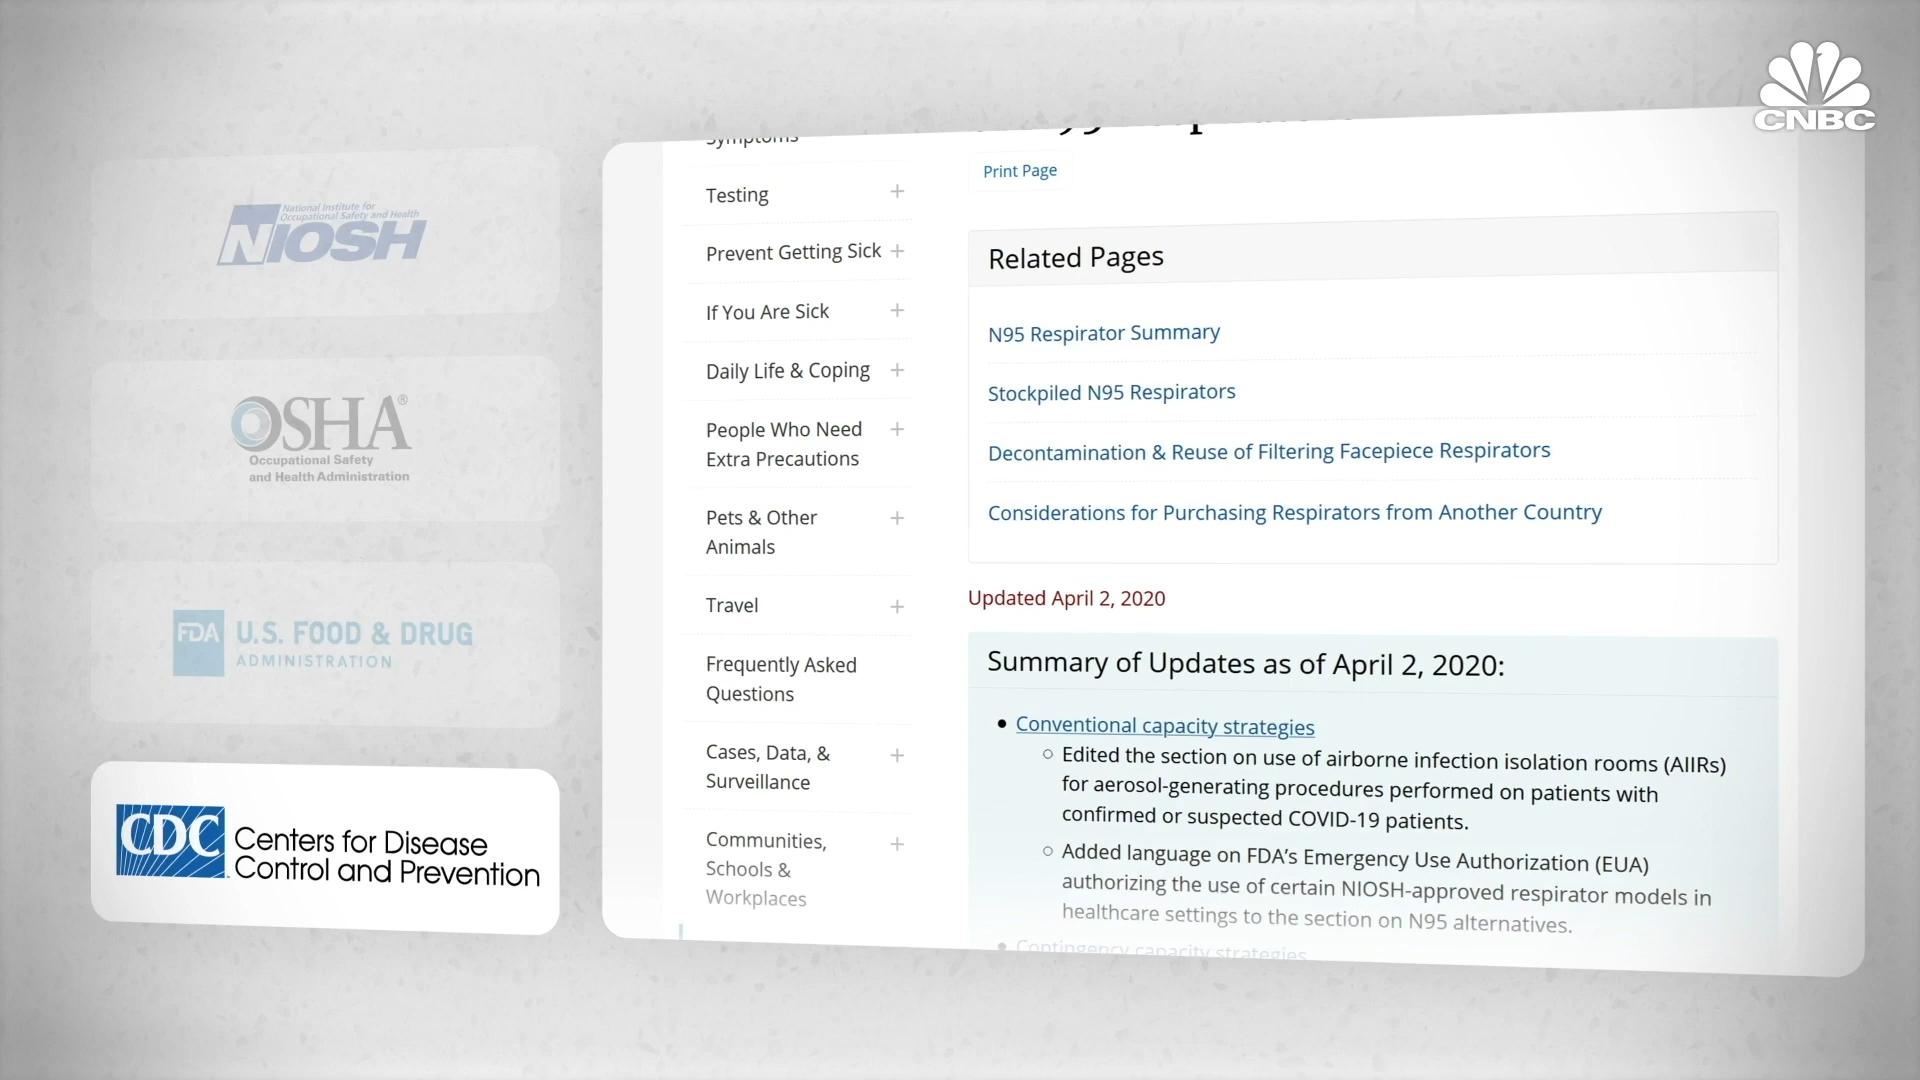 CNBC
NIOSH
National Institute for
Occupational Safety and Health
OSHA®
Occupational Safety
and Health Administration
FDA
U.S. FOOD & DRUG
ADMINISTRATION
CDC
Centers for Disease
Control and Prevention
Symptoms
Testing
Prevent Getting Sick
If You Are Sick
Daily Life & Coping
People Who Need
Extra Precautions
Pets & Other
Animals
Travel
Frequently Asked
Questions
Cases, Data, &
Surveillance
Communities,
Schools &
Workplaces
Print Page
Related Pages
N95 Respirator Summary
Stockpiled N95 Respirators
Decontamination & Reuse of Filtering Facepiece Respirators
Considerations for Purchasing Respirators from Another Country
Updated April 2, 2020
Summary of Updates as of April 2, 2020:
• Conventional capacity strategies
○ Edited the section on use of airborne infection isolation rooms (AIIRs)
for aerosol-generating procedures performed on patients with
confirmed or suspected COVID-19 patients.
○ Added language on FDA’s Emergency Use Authorization (EUA)
authorizing the use of certain NIOSH-approved respirator models in
healthcare settings to the section on N95 alternatives.
• Contingency capacity strategies